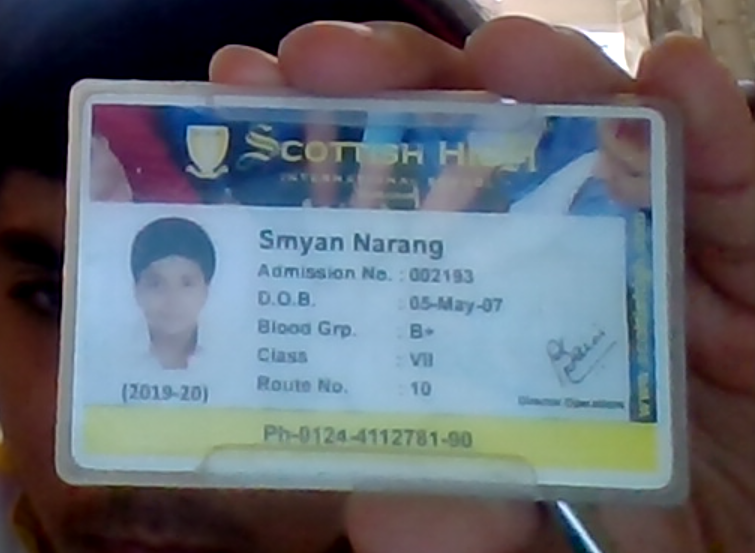 SCOTTISH HIGH
INTERNATIONAL
Smyan Narang
Admission No. : 002193
D.O.B. : 05-May-07
Blood Grp. : B+
Class : VII
Route No. : 10
(2019-20)
Director Operations
Ph-0124-4112781-90